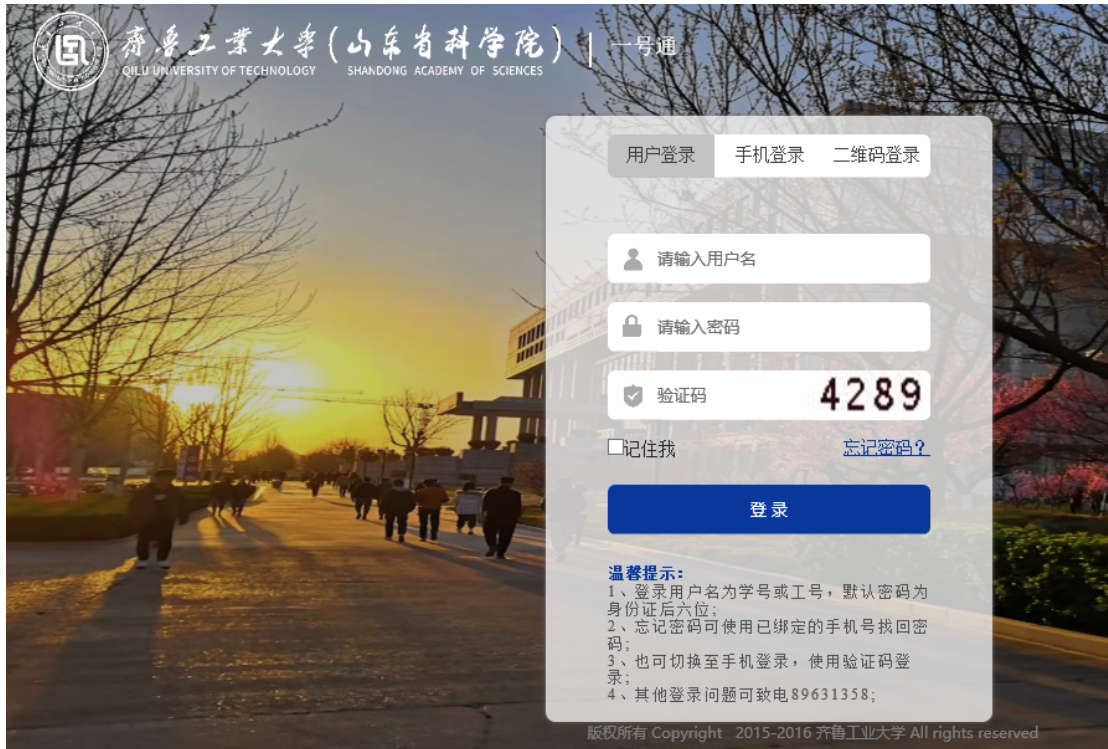 齐鲁工业大学(山东省科学院) | 一号通
QILU UNIVERSITY OF TECHNOLOGY SHANDONG ACADEMY OF SCIENCES
用户登录 手机登录 二维码登录
请输入用户名
请输入密码
验证码 4289
记住我 忘记密码?
登录
温馨提示:
1、登录用户名为学号或工号，默认密码为
身份证后六位;
2、忘记密码可使用已绑定的手机号找回密
码;
3、也可切换至手机登录，使用验证码登
录;
4、其他登录问题可致电89631358;
版权所有 Copyright 2015-2016 齐鲁工业大学 All rights reserved